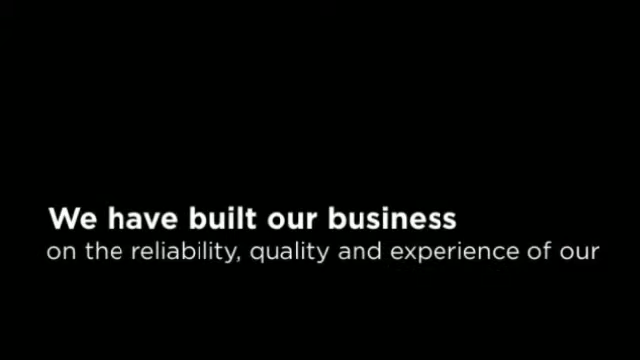 We have built our business
on the reliability, quality and experience of our